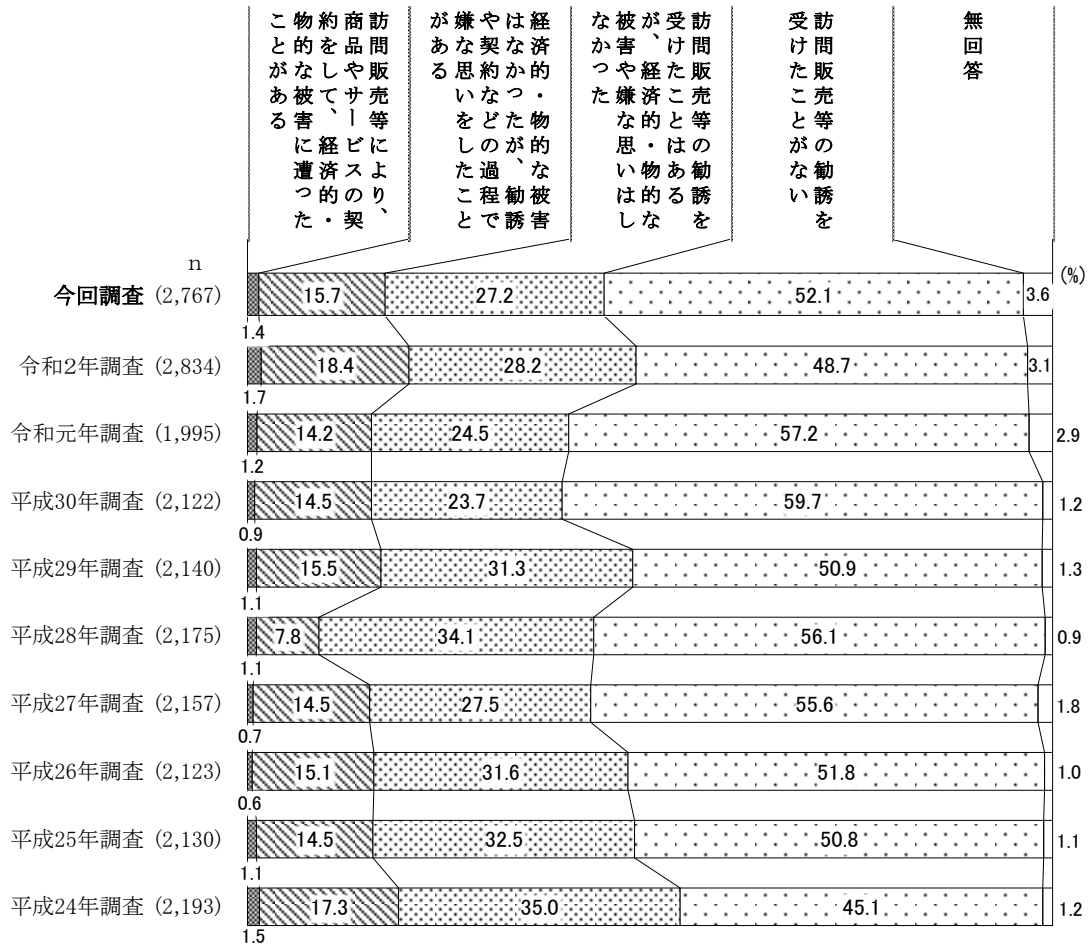 訪問販売等により、
商品やサービスの契
約をして、経済的・
物的な被害に遭った
ことがある
経済的・物的な被害
はなかったが、勧誘
や契約などの過程で
嫌な思いをしたこと
がある
訪問販売等の勧誘を
受けたことはある
が、経済的・物的な
被害や嫌な思いはし
なかった
訪問販売等の勧誘を
受けたことがない
無回答
n
(%)
今回調査 (2,767) 15.7 27.2 52.1 3.6
1.4
令和2年調査 (2,834) 18.4 28.2 48.7 3.1
1.7
令和元年調査 (1,995) 14.2 24.5 57.2 2.9
1.2
平成30年調査 (2,122) 14.5 23.7 59.7 1.2
0.9
平成29年調査 (2,140) 15.5 31.3 50.9 1.3
1.1
平成28年調査 (2,175) 7.8 34.1 56.1 0.9
1.1
平成27年調査 (2,157) 14.5 27.5 55.6 1.8
0.7
平成26年調査 (2,123) 15.1 31.6 51.8 1.0
0.6
平成25年調査 (2,130) 14.5 32.5 50.8 1.1
1.1
平成24年調査 (2,193) 17.3 35.0 45.1 1.2
1.5